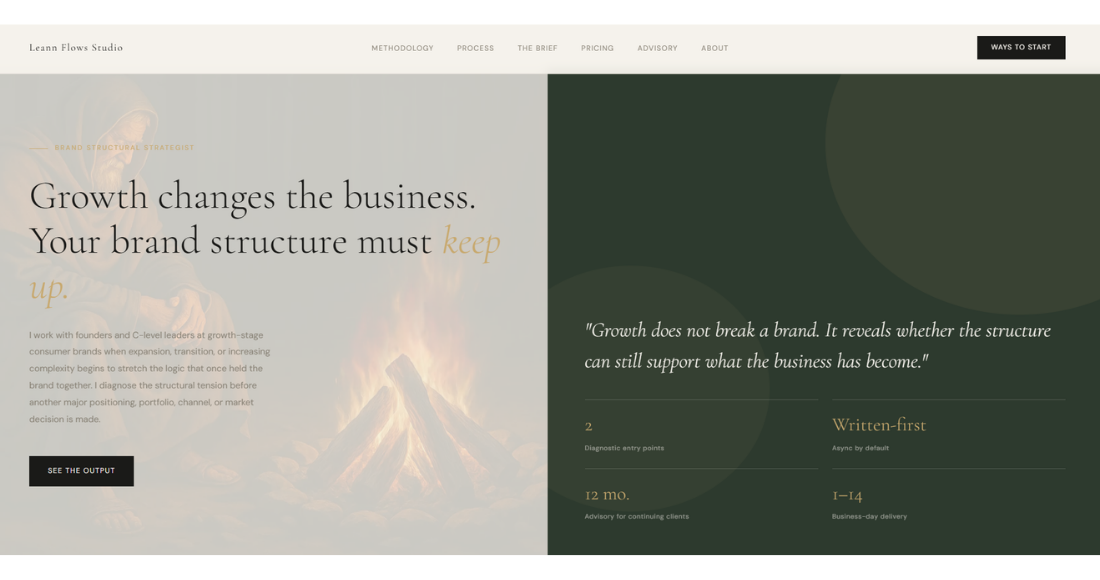 Leann Flows Studio
METHODOLOGY
PROCESS
THE BRIEF
PRICING
ADVISORY
ABOUT
WAYS TO START
BRAND STRUCTURAL STRATEGIST
Growth changes the business.
Your brand structure must keep
up.
I work with founders and C-level leaders at growth-stage
consumer brands when expansion, transition, or increasing
complexity begins to stretch the logic that once held the
brand together. I diagnose the structural tension before
another major positioning, portfolio, channel, or market
decision is made.
SEE THE OUTPUT
"Growth does not break a brand. It reveals whether the structure
can still support what the business has become."
2
Diagnostic entry points
Written-first
Async by default
12 mo.
Advisory for continuing clients
1–14
Business-day delivery